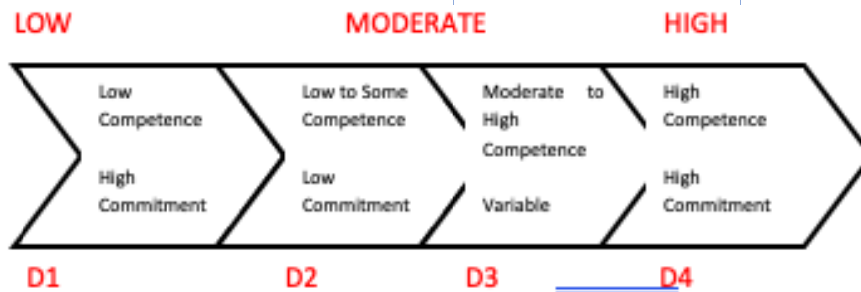 LOW MODERATE HIGH
Low
Competence
High
Commitment
Low to Some
Competence
Low
Commitment
Moderate to
High
Competence
Variable
High
Competence
High
Commitment
D1 D2 D3 D4